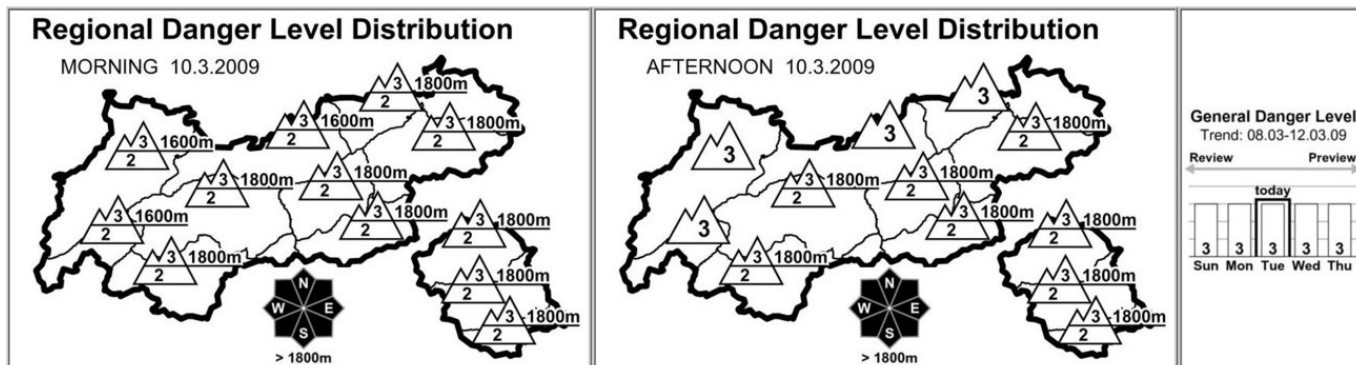 Regional Danger Level Distribution
MORNING 10.3.2009
3 1800m
2
3 1600m
2
3 1800m
2
3 1600m
2
3 1800m
2
3 1800m
2
3 1600m
2
3 1800m
2
3 1800m
2
3 1800m
2
3 1800m
2
3 1800m
2
N
W E
S
> 1800m
Regional Danger Level Distribution
AFTERNOON 10.3.2009
3
3
3 1800m
2
3
3 1800m
2
3 1800m
2
3
3 1800m
2
3 1800m
2
3 1800m
2
3 1800m
2
3 1800m
2
N
W E
S
> 1800m
General Danger Level
Trend: 08.03-12.03.09
Review Preview
today
3 3 3 3 3
Sun Mon Tue Wed Thu